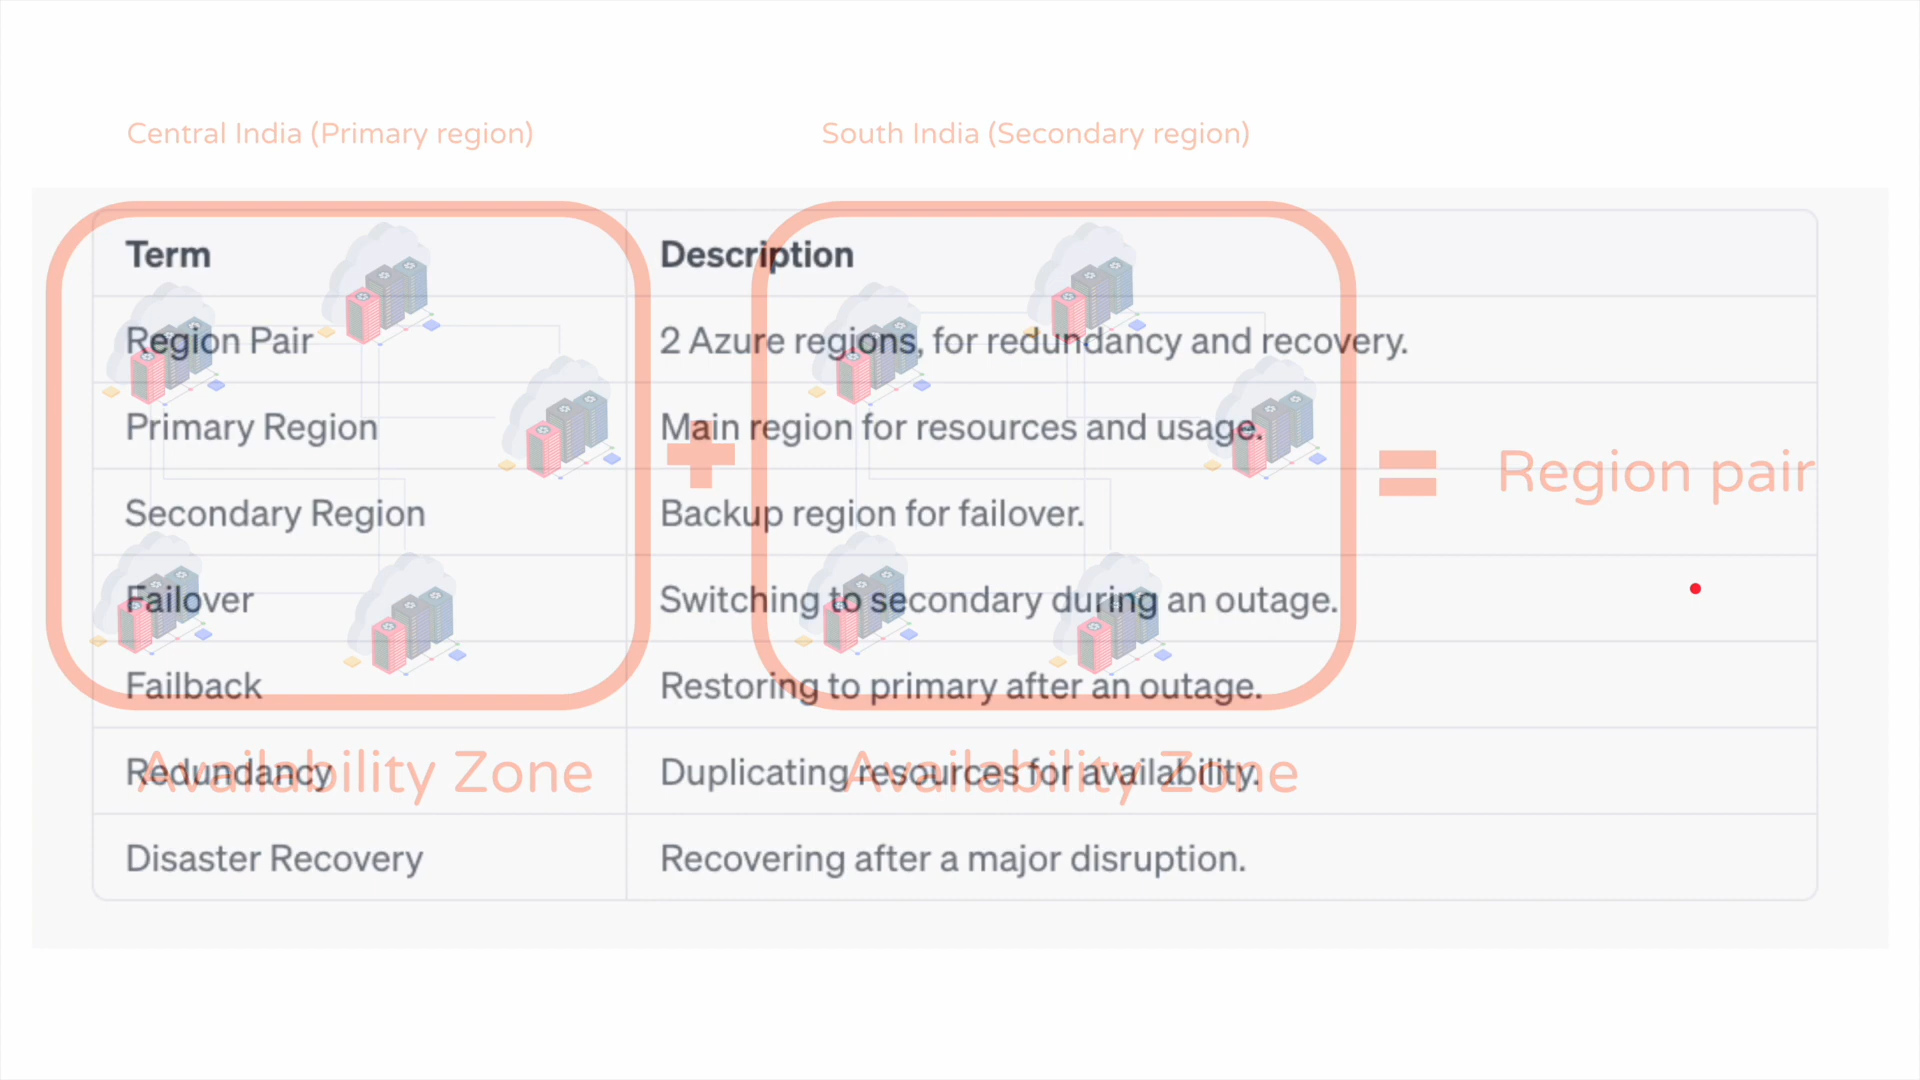 Central India (Primary region)
South India (Secondary region)
Term
Description
Region Pair
2 Azure regions, for redundancy and recovery.
Primary Region
Main region for resources and usage.
= Region pair
Secondary Region
Backup region for failover.
Failover
Switching to secondary during an outage.
Failback
Restoring to primary after an outage.
Redundancy
Duplicating resources for availability.
Availability Zone
Availability Zone
Disaster Recovery
Recovering after a major disruption.